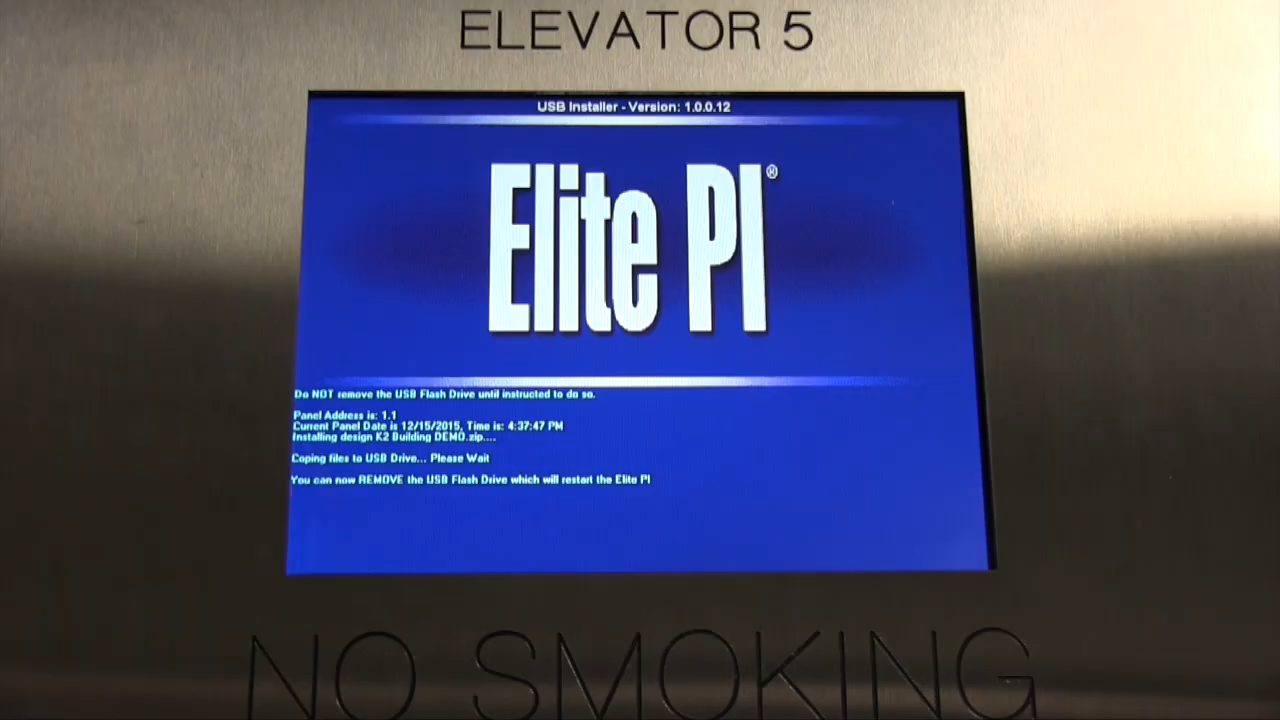 ELEVATOR 5
USB Installer - Version: 1.0.0.12
Elite PI®
Do NOT remove the USB Flash Drive until instructed to do so.
Panel Address is: 1.1
Current Panel Date is 12/15/2015, Time is: 4:37:47 PM
Installing design K2 Building DEMO.zip....
Coping files to USB Drive... Please Wait
You can now REMOVE the USB Flash Drive which will restart the Elite PI
NO SMOKING